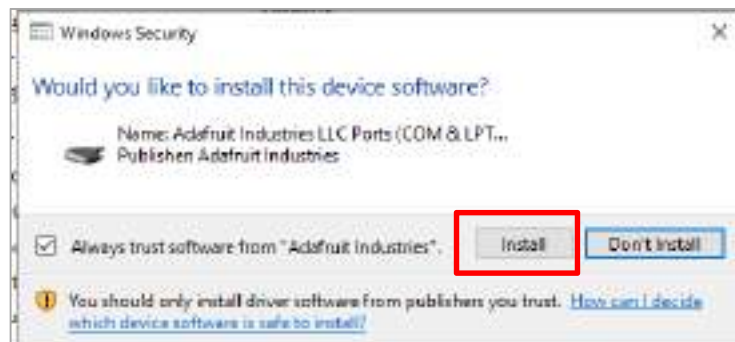 Windows Security
Would you like to install this device software?
Name: Adafruit Industries LLC Ports (COM & LPT...
Publisher: Adafruit Industries
Always trust software from "Adafruit Industries".
Install
Don't Install
You should only install driver software from publishers you trust. How can I decide
which device software is safe to install?